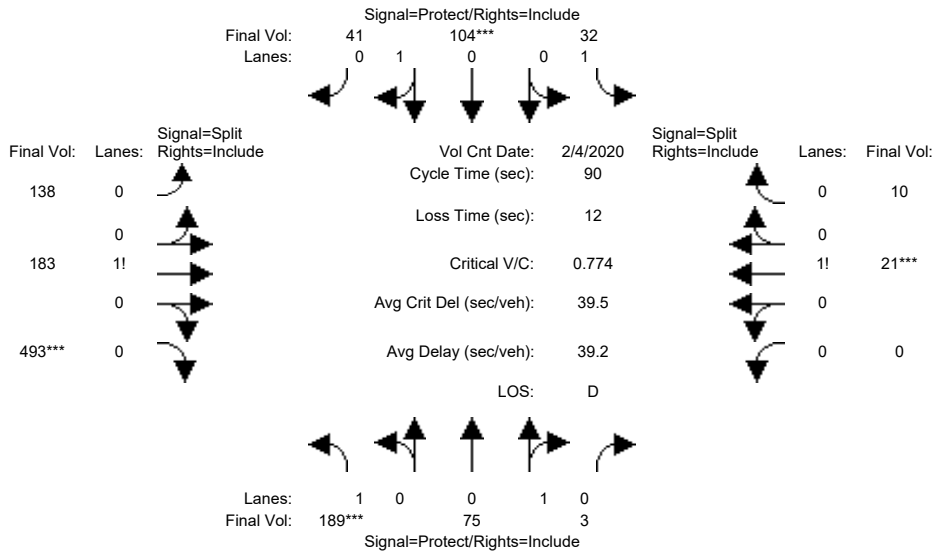 Signal=Protect/Rights=Include
Final Vol: 41 104*** 32
Lanes: 0 1 0 0 1
Signal=Split
Final Vol: Lanes: Rights=Include
Vol Cnt Date: 2/4/2020
Signal=Split
Rights=Include Lanes: Final Vol:
Cycle Time (sec): 90
138 0
0 10
Loss Time (sec): 12
0
0
183 1!
Critical V/C: 0.774
1! 21***
0
Avg Crit Del (sec/veh): 39.5
0
493*** 0
Avg Delay (sec/veh): 39.2
0 0
LOS: D
Lanes: 1 0 0 1 0
Final Vol: 189*** 75 3
Signal=Protect/Rights=Include